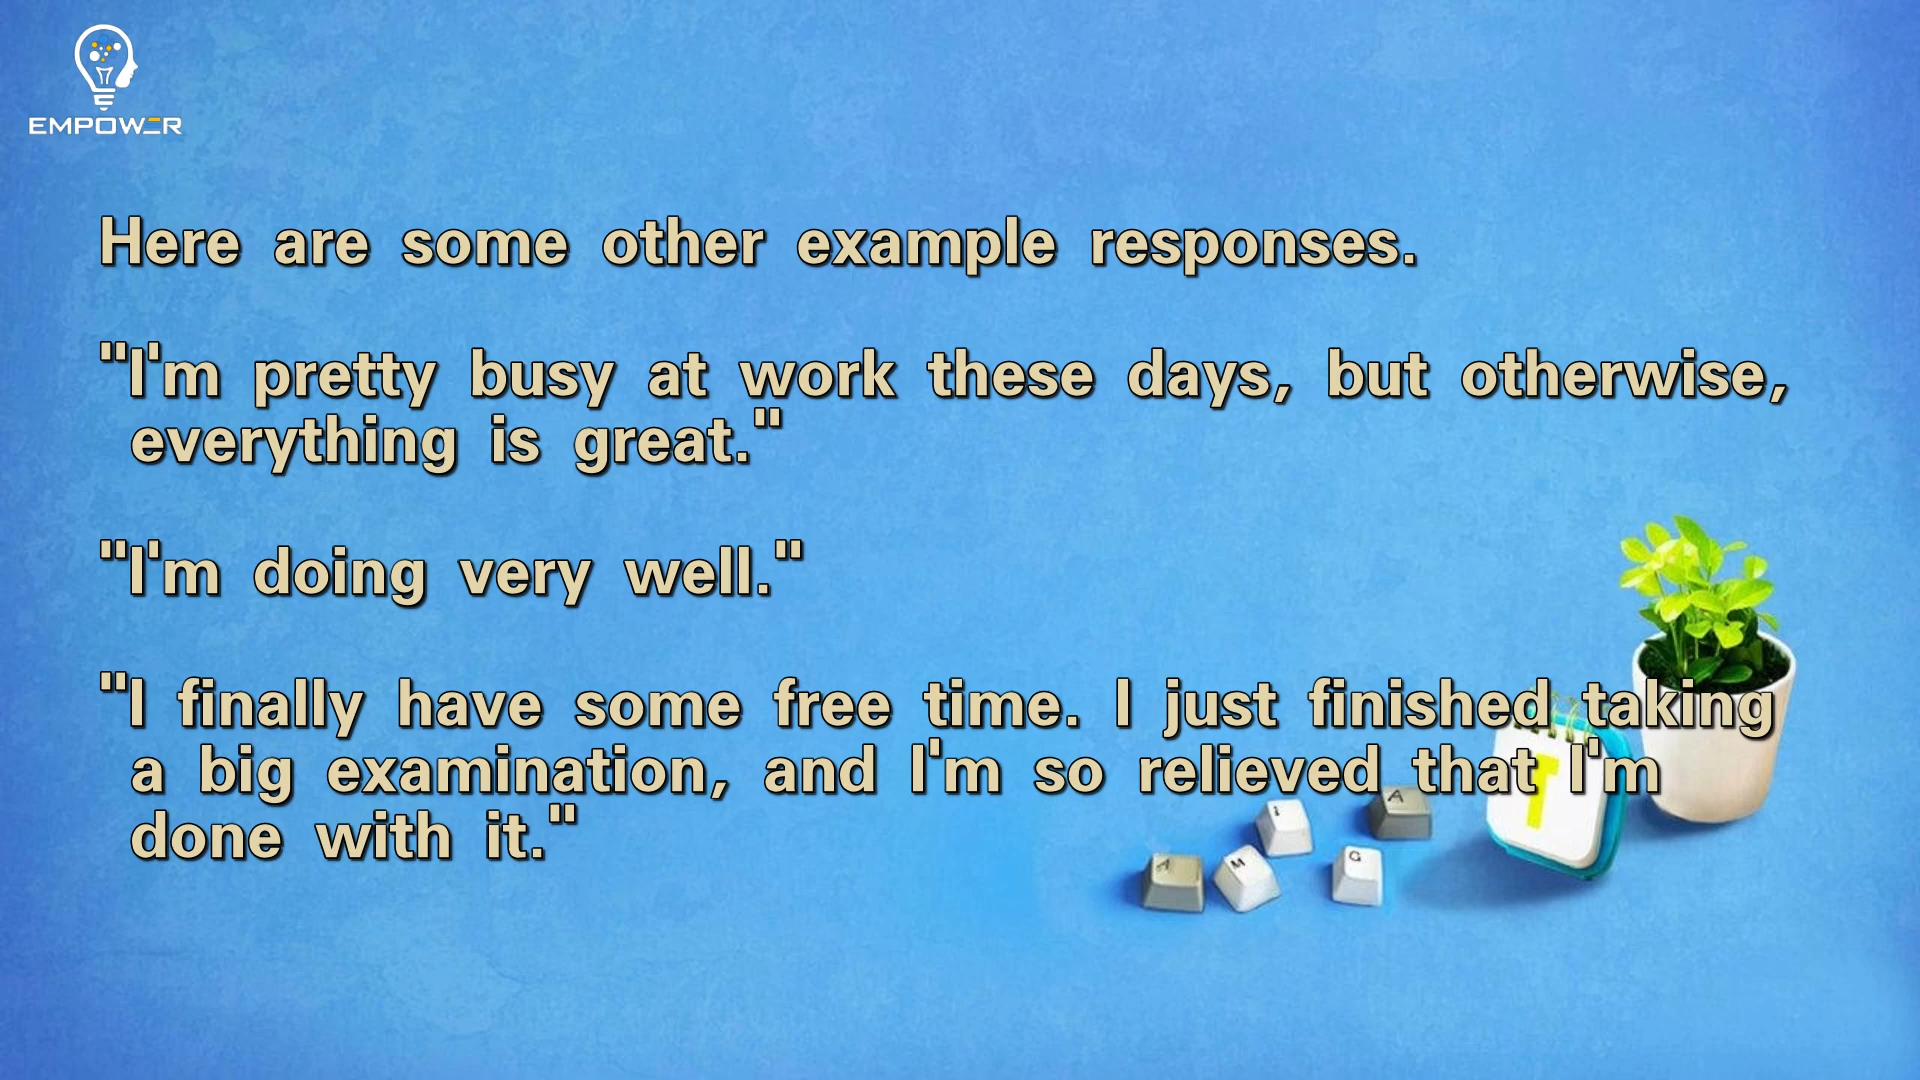 EMPOWER
Here are some other example responses.
"I'm pretty busy at work these days, but otherwise,
everything is great."
"I'm doing very well."
"I finally have some free time. I just finished taking
a big examination, and I'm so relieved that I'm
done with it."
T
i
A
A
M
G